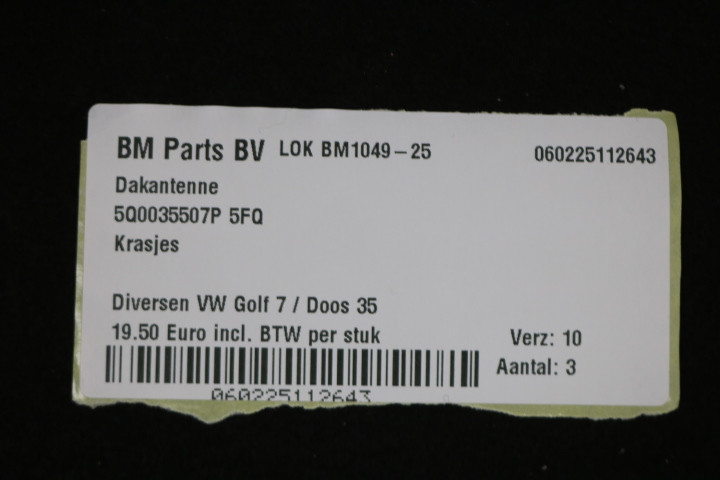 BM Parts BV LOK BM1049-25 060225112643
Dakantenne
5Q0035507P 5FQ
Krasjes
Diversen VW Golf 7 / Doos 35
19.50 Euro incl. BTW per stuk
Verz: 10
Aantal: 3
060225112643